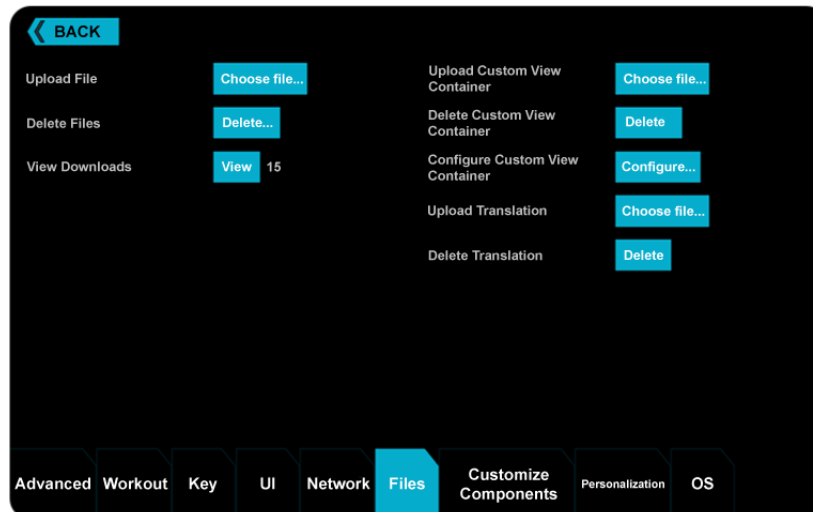 BACK
Upload File
Choose file...
Delete Files
Delete...
View Downloads
View 15
Upload Custom View
Container
Choose file...
Delete Custom View
Container
Delete
Configure Custom View
Container
Configure...
Upload Translation
Choose file...
Delete Translation
Delete
Advanced
Workout
Key
UI
Network
Files
Customize
Components
Personalization
OS